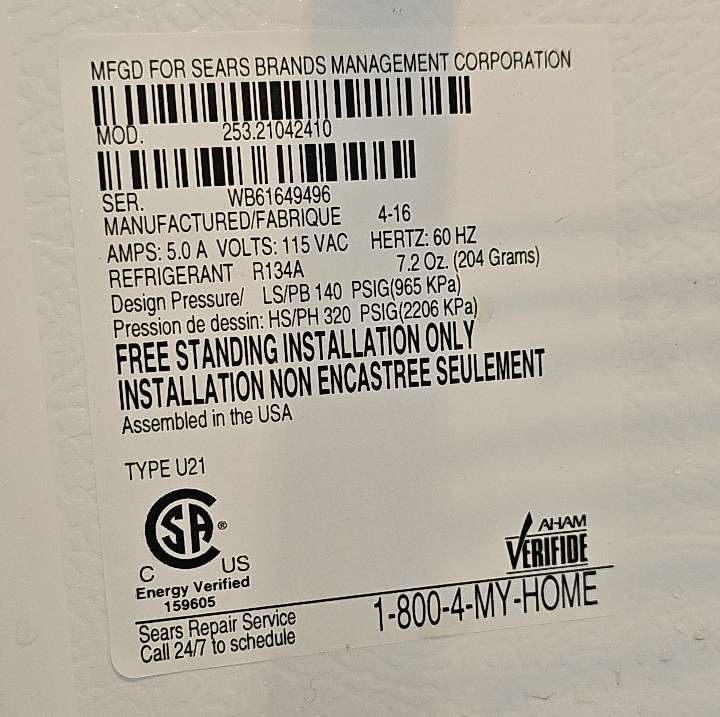 MFGD FOR SEARS BRANDS MANAGEMENT CORPORATION
MOD. 253.21042410
SER. WB61649496
MANUFACTURED/FABRIQUE 4-16
AMPS: 5.0 A VOLTS: 115 VAC HERTZ: 60 HZ
REFRIGERANT R134A 7.2 Oz. (204 Grams)
Design Pressure/ LS/PB 140 PSIG(965 KPa)
Pression de dessin: HS/PH 320 PSIG(2206 KPa)
FREE STANDING INSTALLATION ONLY
INSTALLATION NON ENCASTREE SEULEMENT
Assembled in the USA
TYPE U21
CSA ®
C US
Energy Verified
159605
AHAM
VERIFIDE
Sears Repair Service
Call 24/7 to schedule
1-800-4-MY-HOME